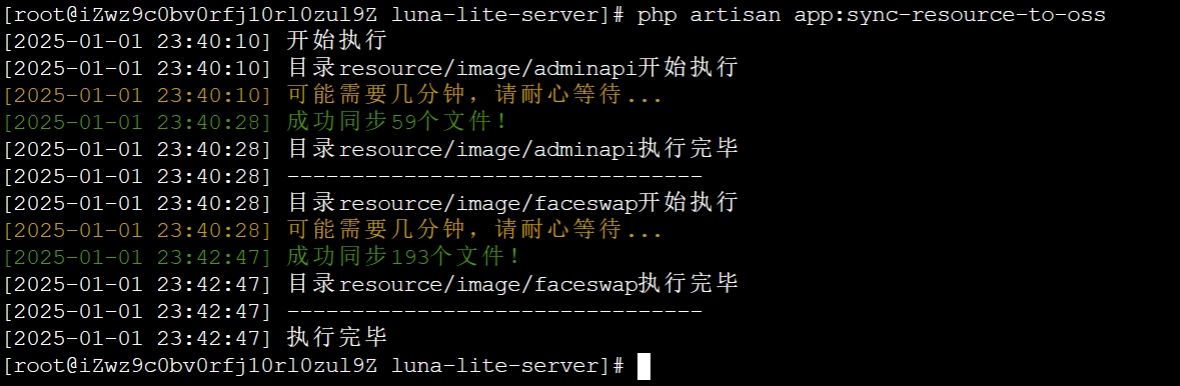 [root@iZwz9c0bv0rfj10rl0zul9Z luna-lite-server]# php artisan app:sync-resource-to-oss
[2025-01-01 23:40:10] 开始执行
[2025-01-01 23:40:10] 目录resource/image/adminapi开始执行
[2025-01-01 23:40:10] 可能需要几分钟，请耐心等待...
[2025-01-01 23:40:28] 成功同步59个文件！
[2025-01-01 23:40:28] 目录resource/image/adminapi执行完毕
[2025-01-01 23:40:28] --------------------------------
[2025-01-01 23:40:28] 目录resource/image/faceswap开始执行
[2025-01-01 23:40:28] 可能需要几分钟，请耐心等待...
[2025-01-01 23:42:47] 成功同步193个文件！
[2025-01-01 23:42:47] 目录resource/image/faceswap执行完毕
[2025-01-01 23:42:47] --------------------------------
[2025-01-01 23:42:47] 执行完毕
[root@iZwz9c0bv0rfj10rl0zul9Z luna-lite-server]#